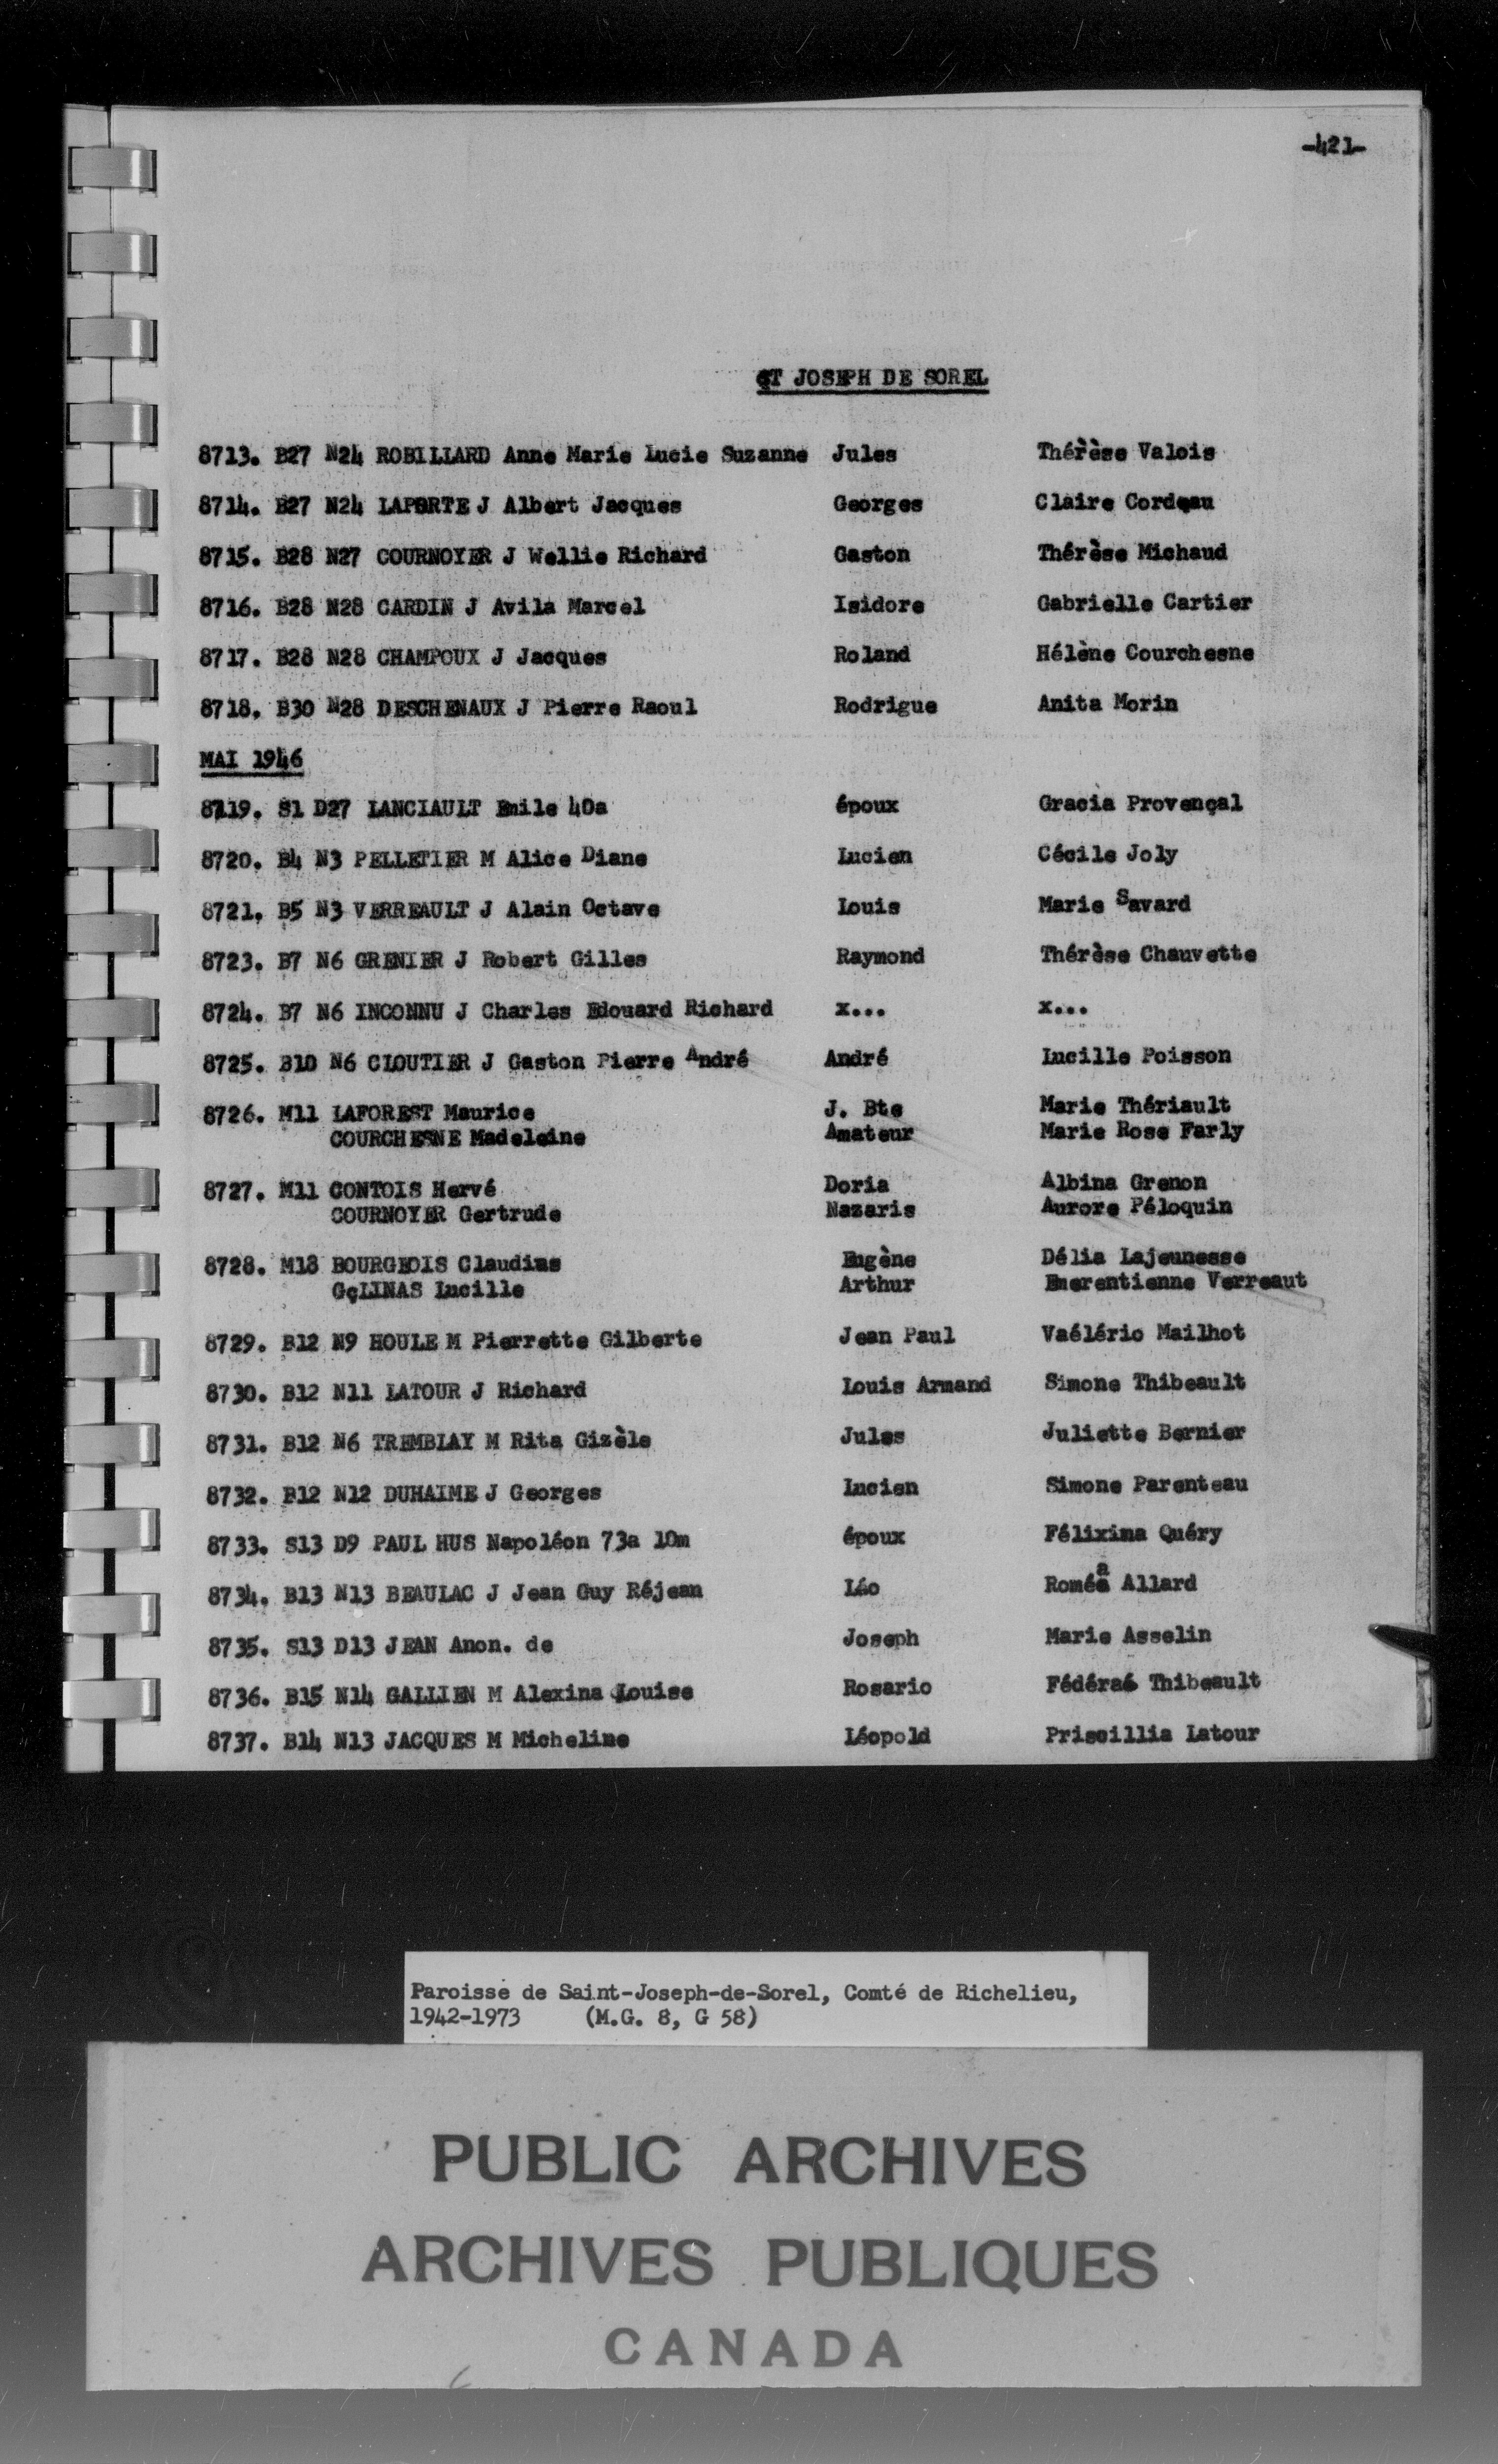 -421-
ST JOSEPH DE SOREL
8713. B27 N24 ROBILLARD Anne Marie Lucie Suzanne Jules Thérèse Valois
8714. B27 N24 LAPORTE J Albert Jacques Georges Claire Cordeau
8715. B28 N27 COURNOYER J Wellie Richard Gaston Thérèse Michaud
8716. B28 N28 CARDIN J Avila Marcel Isidore Gabrielle Cartier
8717. B28 N28 CHAMPOUX J Jacques Roland Hélène Courchesne
8718. B30 N28 DESCHENAUX J Pierre Raoul Rodrigue Anita Morin
MAI 1946
8719. S1 D27 LANCIAULT Emile 40a époux Gracia Provençal
8720. B4 N3 PELLETIER M Alice Diane Lucien Cécile Joly
8721. B5 N3 VERREAULT J Alain Octave Louis Marie Savard
8723. B7 N6 GRENIER J Robert Gilles Raymond Thérèse Chauvette
8724. B7 N6 INCONNU J Charles Edouard Richard x... x...
8725. B10 N6 CLOUTIER J Gaston Pierre André André Lucille Poisson
8726. M11 LAFOREST Maurice J. Bte Marie Thériault
COURCHESNE Madeleine Amateur Marie Rose Farly
8727. M11 CONTOIS Hervé Doria Albina Grenon
COURNOYER Gertrude Nazaris Aurore Péloquin
8728. M18 BOURGEOIS Claudias Eugène Délia Lajeunesse
GçLINAS Lucille Arthur Emerentienne Verreaut
8729. B12 N9 HOULE M Pierrette Gilberte Jean Paul Vaélério Mailhot
8730. B12 N11 LATOUR J Richard Louis Armand Simone Thibeault
8731. B12 N6 TREMBLAY M Rita Gizèle Jules Juliette Bernier
8732. B12 N12 DUHAIME J Georges Lucien Simone Parenteau
8733. S13 D9 PAUL HUS Napoléon 73a 10m époux Félixima Quéry
8734. B13 N13 BEAULAC J Jean Guy Réjean Léo Roméa Allard
8735. S13 D13 JEAN Anon. de Joseph Marie Asselin
8736. B15 N14 GALLIEN M Alexina Louise Rosario Fédéraé Thibeault
8737. B14 N13 JACQUES M Micheline Léopold Priscillia Latour
Paroisse de Saint-Joseph-de-Sorel, Comté de Richelieu,
1942-1973 (M.G. 8, G 58)
PUBLIC ARCHIVES
ARCHIVES PUBLIQUES
CANADA